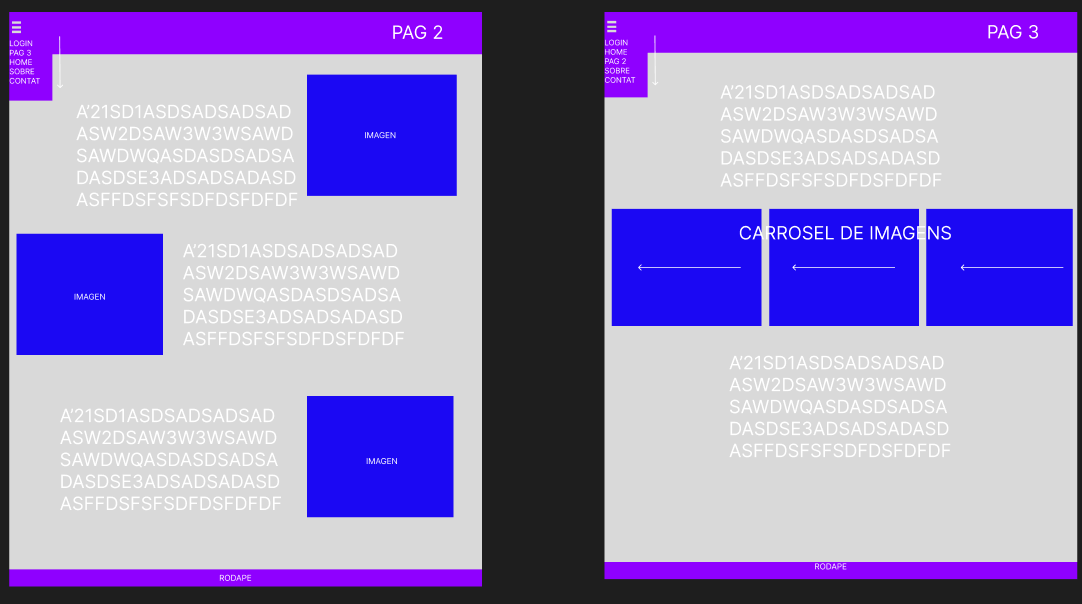 PAG 2
LOGIN
PAG 3
HOME
SOBRE
CONTAT
A'21SD1ASDSADSADSAD
ASW2DSAW3W3WSAWD
SAWDWQASDASDSADSA
DASDSE3ADSADSADASD
ASFFDSFSFSDFDSFDFDF
IMAGEN
IMAGEN
A'21SD1ASDSADSADSAD
ASW2DSAW3W3WSAWD
SAWDWQASDASDSADSA
DASDSE3ADSADSADASD
ASFFDSFSFSDFDSFDFDF
A'21SD1ASDSADSADSAD
ASW2DSAW3W3WSAWD
SAWDWQASDASDSADSA
DASDSE3ADSADSADASD
ASFFDSFSFSDFDSFDFDF
IMAGEN
RODAPE
PAG 3
LOGIN
HOME
PAG 2
SOBRE
CONTAT
A'21SD1ASDSADSADSAD
ASW2DSAW3W3WSAWD
SAWDWQASDASDSADSA
DASDSE3ADSADSADASD
ASFFDSFSFSDFDSFDFDF
CARROSEL DE IMAGENS
A'21SD1ASDSADSADSAD
ASW2DSAW3W3WSAWD
SAWDWQASDASDSADSA
DASDSE3ADSADSADASD
ASFFDSFSFSDFDSFDFDF
RODAPE